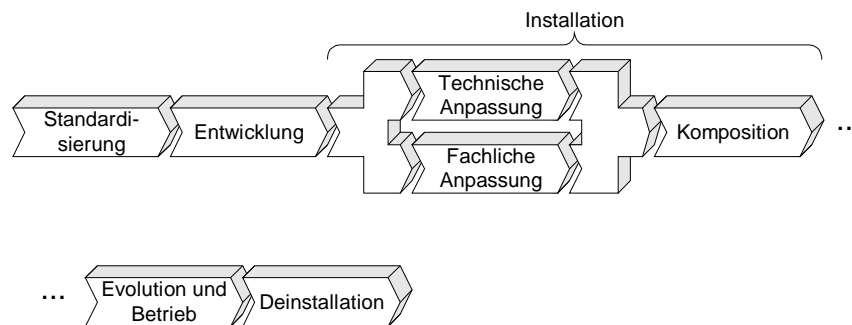 Installation
Technische
Anpassung
Standardi-
sierung
Entwicklung
Fachliche
Anpassung
Komposition
..
...
Evolution und
Betrieb
Deinstallation